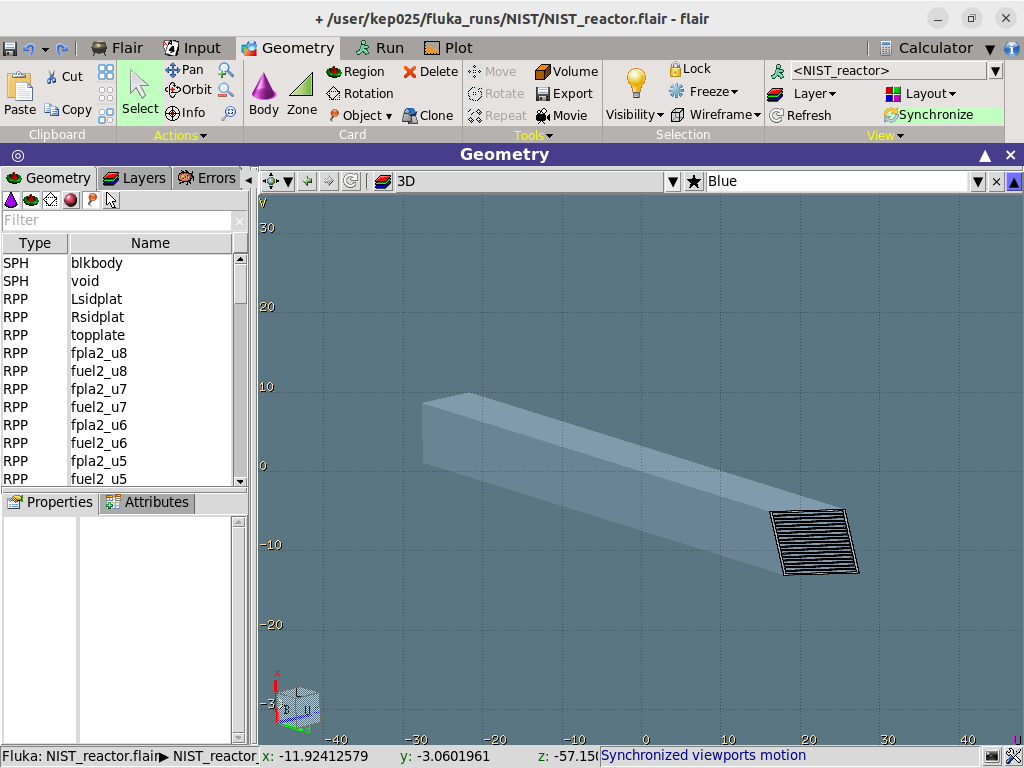 + /user/kep025/fluka_runs/NIST/NIST_reactor.flair - flair
Flair Input Geometry Run Plot Calculator
Paste Cut Copy Select Pan Orbit Info Body Zone Region Delete Rotation Object Clone Move Rotate Repeat Volume Export Movie Visibility Lock Freeze Wireframe <NIST_reactor> Layer Layout Refresh Synchronize
Clipboard Actions Card Tools Selection View
Geometry
Geometry Layers Errors
3D Blue
Filter
Type Name
SPH blkbody
SPH void
RPP Lsidplat
RPP Rsidplat
RPP topplate
RPP fpla2_u8
RPP fuel2_u8
RPP fpla2_u7
RPP fuel2_u7
RPP fpla2_u6
RPP fuel2_u6
RPP fpla2_u5
RPP fuel2_u5
Properties Attributes
V
30
20
10
0
-10
-20
-3
x
L
B U
-40 -30 -20 -10 0 10 20 30 40 U
Fluka: NIST_reactor.flair NIST_reactor x: -11.92412579 y: -3.0601961 z: -57.150 Synchronized viewports motion